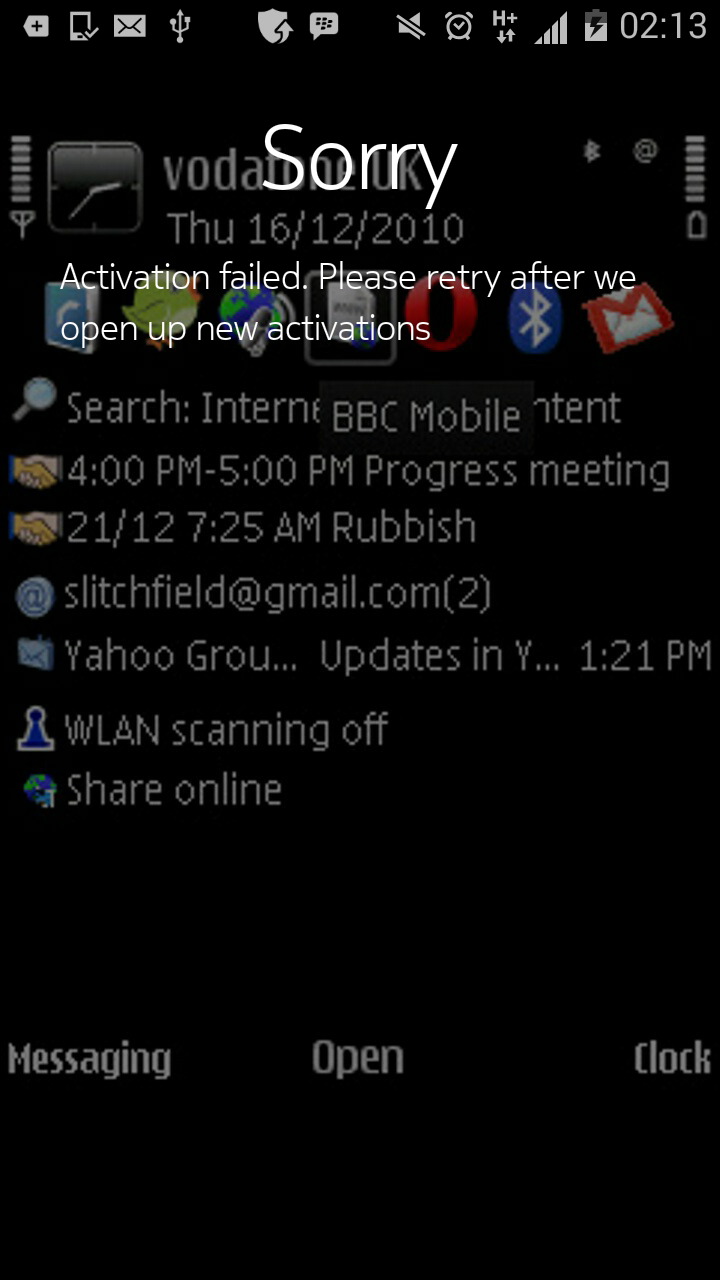 H+ 02:13
Sorry
vodafone UK
Thu 16/12/2010
Activation failed. Please retry after we
open up new activations
Search: Interne ntent
BBC Mobile
4:00 PM-5:00 PM Progress meeting
21/12 7:25 AM Rubbish
slitchfield@gmail.com(2)
Yahoo Grou... Updates in Y... 1:21 PM
WLAN scanning off
Share online
Messaging Open Clock